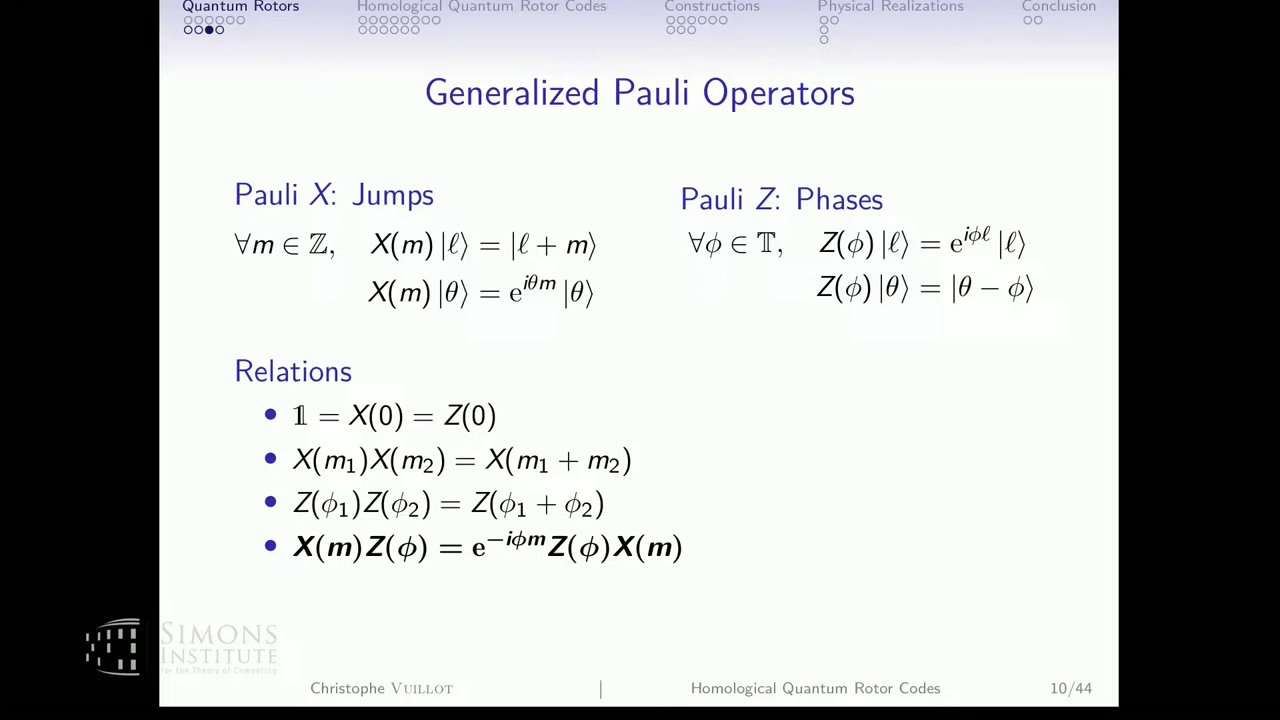 Quantum Rotors Homological Quantum Rotor Codes Constructions Physical Realizations Conclusion
Generalized Pauli Operators
Pauli X: Jumps
∀m ∈ ℤ, X(m) |ℓ⟩ = |ℓ + m⟩
X(m) |θ⟩ = e^{iθm} |θ⟩
Pauli Z: Phases
∀ϕ ∈ 𝕋, Z(ϕ) |ℓ⟩ = e^{iϕℓ} |ℓ⟩
Z(ϕ) |θ⟩ = |θ − ϕ⟩
Relations
• 𝟙 = X(0) = Z(0)
• X(m₁)X(m₂) = X(m₁ + m₂)
• Z(ϕ₁)Z(ϕ₂) = Z(ϕ₁ + ϕ₂)
• X(m)Z(ϕ) = e^{−iϕm}Z(ϕ)X(m)
SIMONS
INSTITUTE
for the Theory of Computing
Christophe VUILLOT | Homological Quantum Rotor Codes 10/44